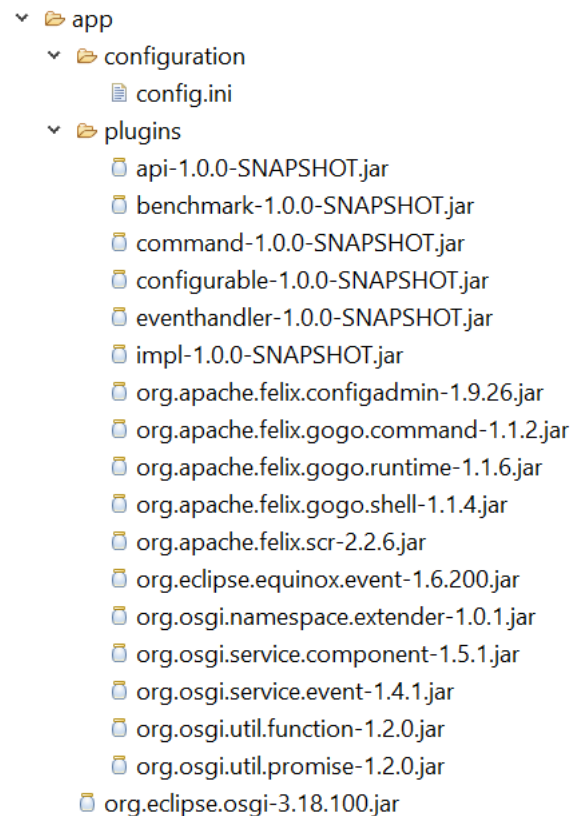 app
configuration
config.ini
plugins
api-1.0.0-SNAPSHOT.jar
benchmark-1.0.0-SNAPSHOT.jar
command-1.0.0-SNAPSHOT.jar
configurable-1.0.0-SNAPSHOT.jar
eventhandler-1.0.0-SNAPSHOT.jar
impl-1.0.0-SNAPSHOT.jar
org.apache.felix.configadmin-1.9.26.jar
org.apache.felix.gogo.command-1.1.2.jar
org.apache.felix.gogo.runtime-1.1.6.jar
org.apache.felix.gogo.shell-1.1.4.jar
org.apache.felix.scr-2.2.6.jar
org.eclipse.equinox.event-1.6.200.jar
org.osgi.namespace.extender-1.0.1.jar
org.osgi.service.component-1.5.1.jar
org.osgi.service.event-1.4.1.jar
org.osgi.util.function-1.2.0.jar
org.osgi.util.promise-1.2.0.jar
org.eclipse.osgi-3.18.100.jar